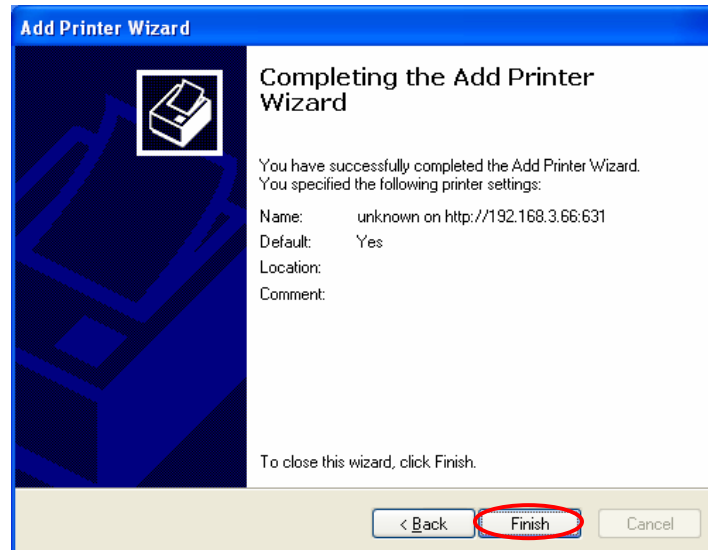 Add Printer Wizard
Completing the Add Printer
Wizard
You have successfully completed the Add Printer Wizard.
You specified the following printer settings:
Name: unknown on http://192.168.3.66:631
Default: Yes
Location:
Comment:
To close this wizard, click Finish.
< Back Finish Cancel